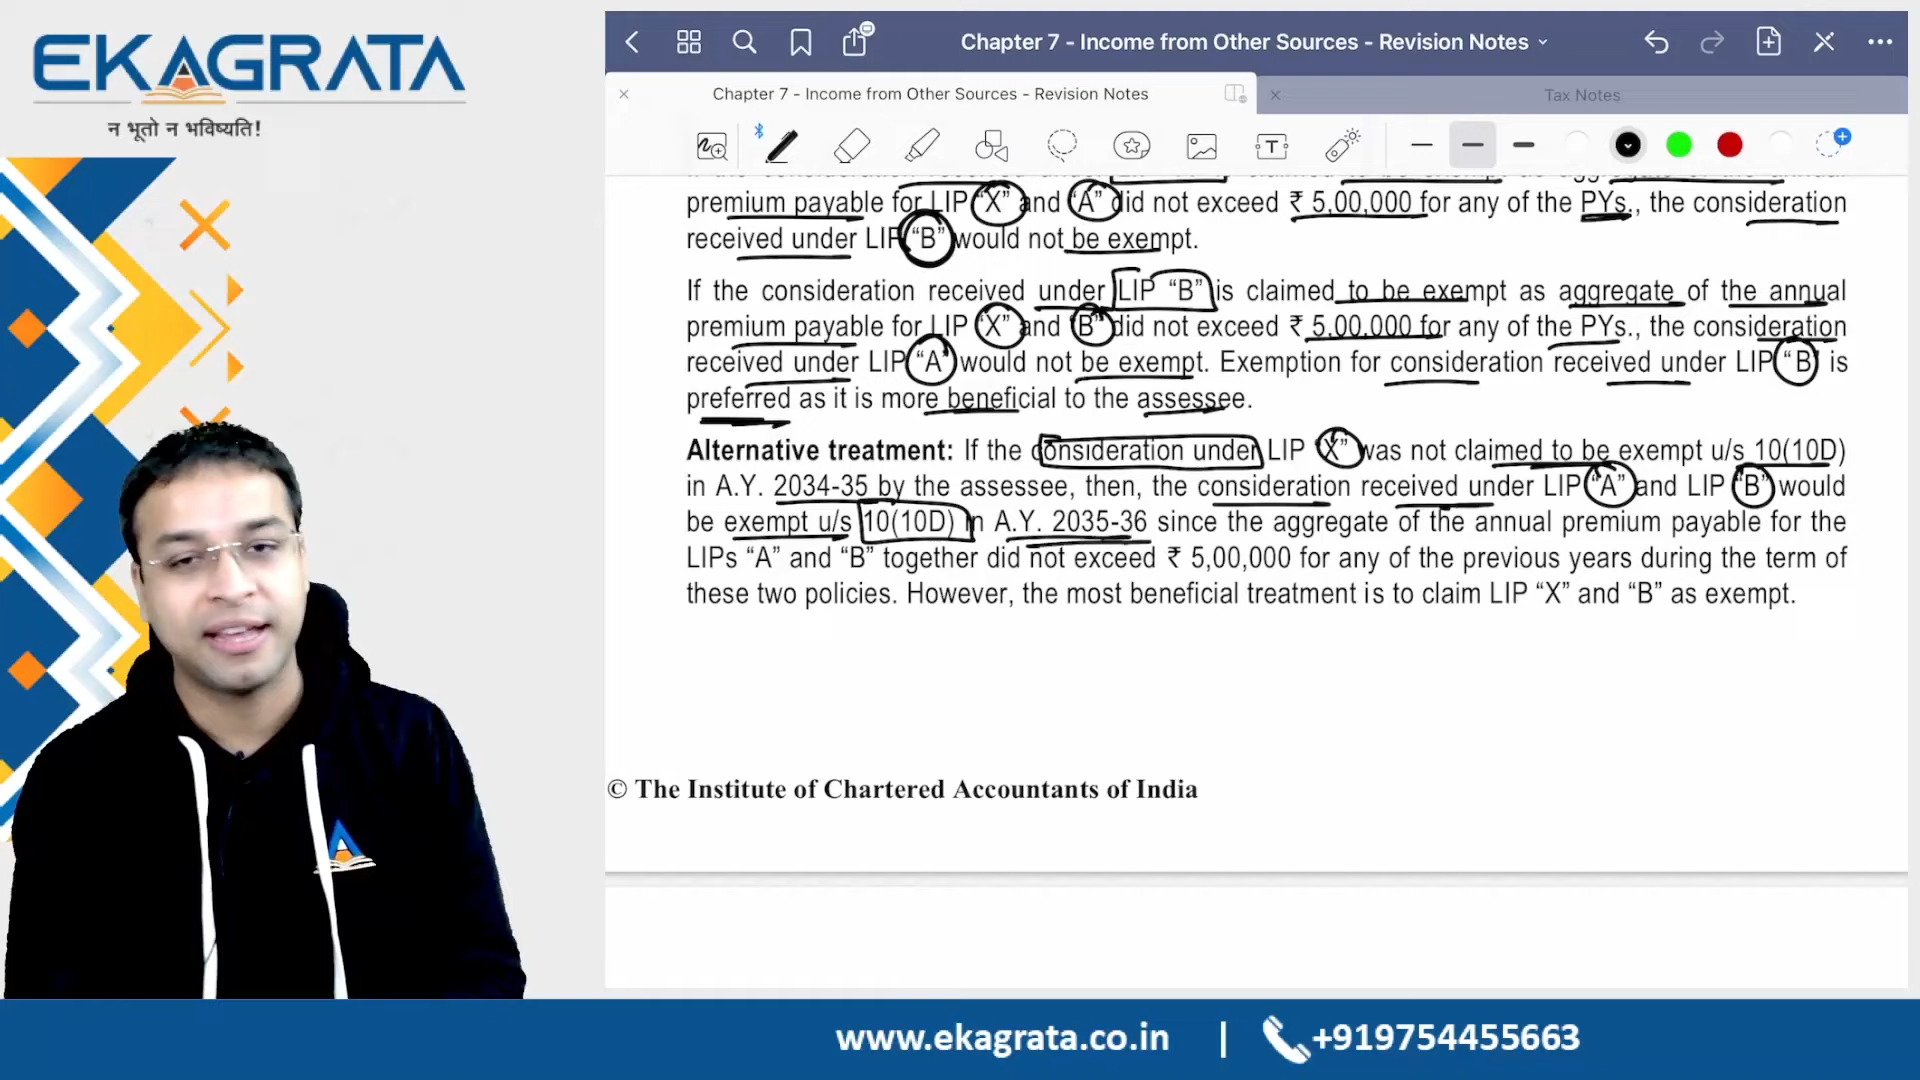 EKAGRATA
न भूतो न भविष्यति!
Chapter 7 - Income from Other Sources - Revision Notes
Chapter 7 - Income from Other Sources - Revision Notes
Tax Notes
premium payable for LIP “X” and “A” did not exceed ₹ 5,00,000 for any of the PYs., the consideration
received under LIP “B” would not be exempt.
If the consideration received under LIP “B” is claimed to be exempt as aggregate of the annual
premium payable for LIP “X” and “B” did not exceed ₹ 5,00,000 for any of the PYs., the consideration
received under LIP “A” would not be exempt. Exemption for consideration received under LIP “B” is
preferred as it is more beneficial to the assessee.
Alternative treatment: If the consideration under LIP “X” was not claimed to be exempt u/s 10(10D)
in A.Y. 2034-35 by the assessee, then, the consideration received under LIP “A” and LIP “B” would
be exempt u/s 10(10D) in A.Y. 2035-36 since the aggregate of the annual premium payable for the
LIPs “A” and “B” together did not exceed ₹ 5,00,000 for any of the previous years during the term of
these two policies. However, the most beneficial treatment is to claim LIP “X” and “B” as exempt.
© The Institute of Chartered Accountants of India
www.ekagrata.co.in | +919754455663